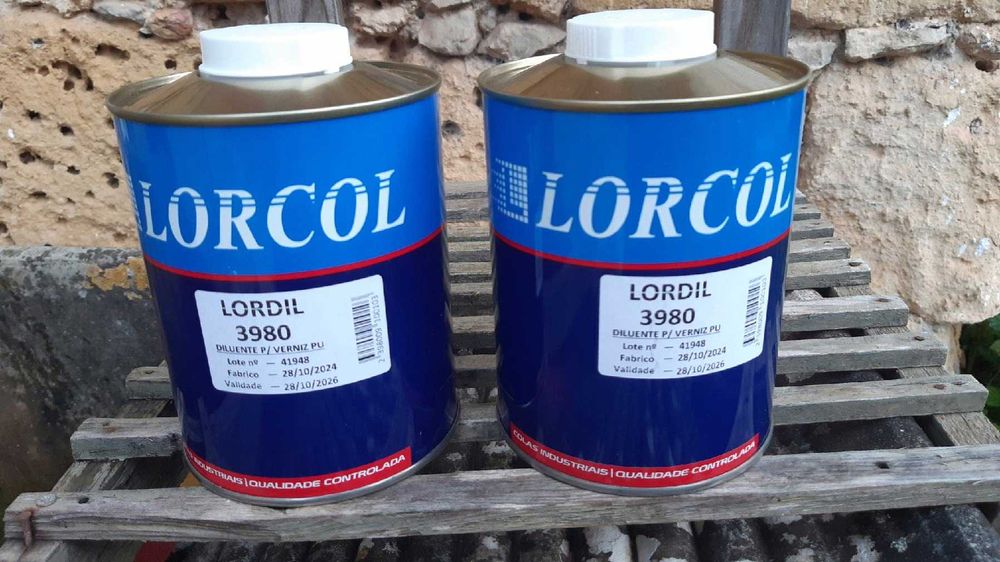 LORCOL
LORDIL
3980
DILUENTE P/ VERNIZ PU
Lote nº — 41948
Fabrico — 28/10/2024
Validade — 28/10/2026
INDUSTRIAIS | QUALIDADE CONTROLADA
LORCOL
LORDIL
3980
DILUENTE P/ VERNIZ PU
Lote nº — 41948
Fabrico — 28/10/2024
Validade — 28/10/2026
COLAS INDUSTRIAIS | QUALIDADE CONTROLADA